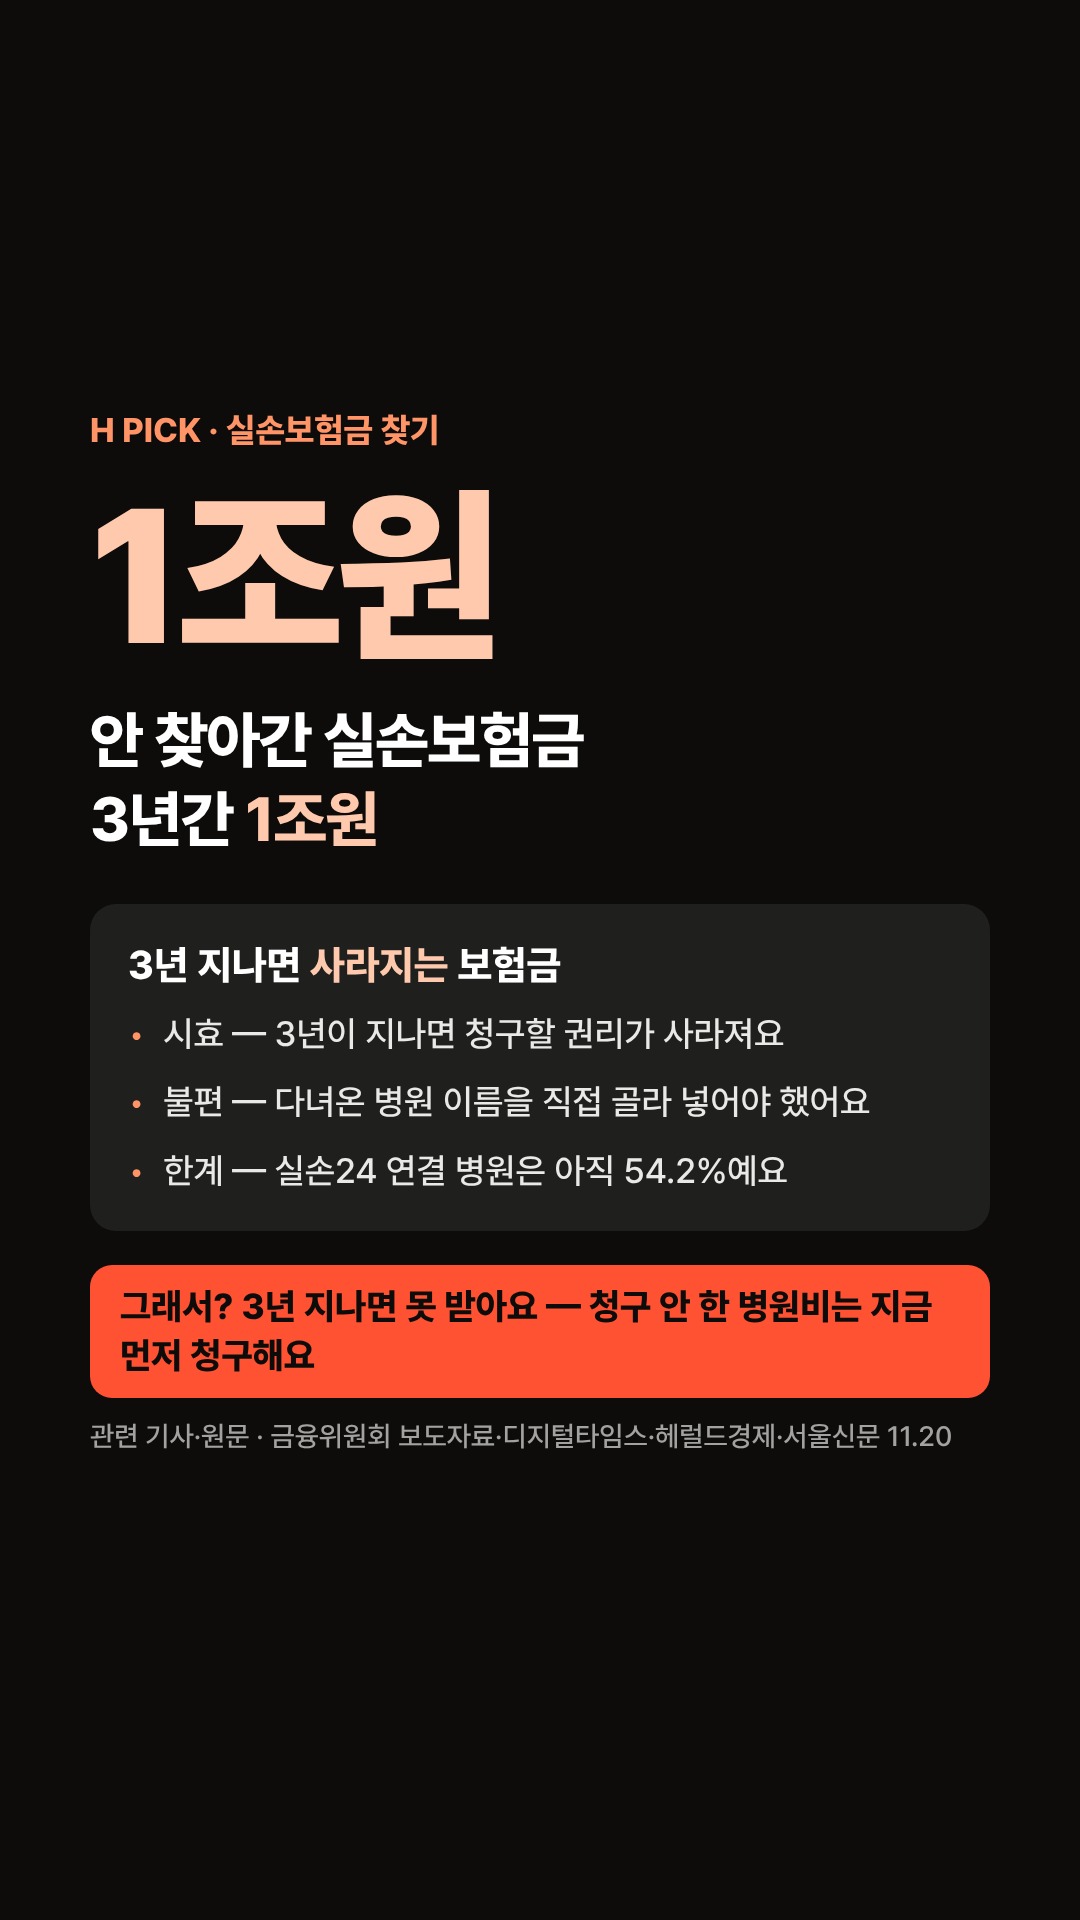 H PICK · 실손보험금 찾기
1조원
안 찾아간 실손보험금
3년간 1조원
3년 지나면 사라지는 보험금
• 시효 — 3년이 지나면 청구할 권리가 사라져요
• 불편 — 다녀온 병원 이름을 직접 골라 넣어야 했어요
• 한계 — 실손24 연결 병원은 아직 54.2%예요
그래서? 3년 지나면 못 받아요 — 청구 안 한 병원비는 지금
먼저 청구해요
관련 기사·원문 · 금융위원회 보도자료·디지털타임스·헤럴드경제·서울신문 11.20